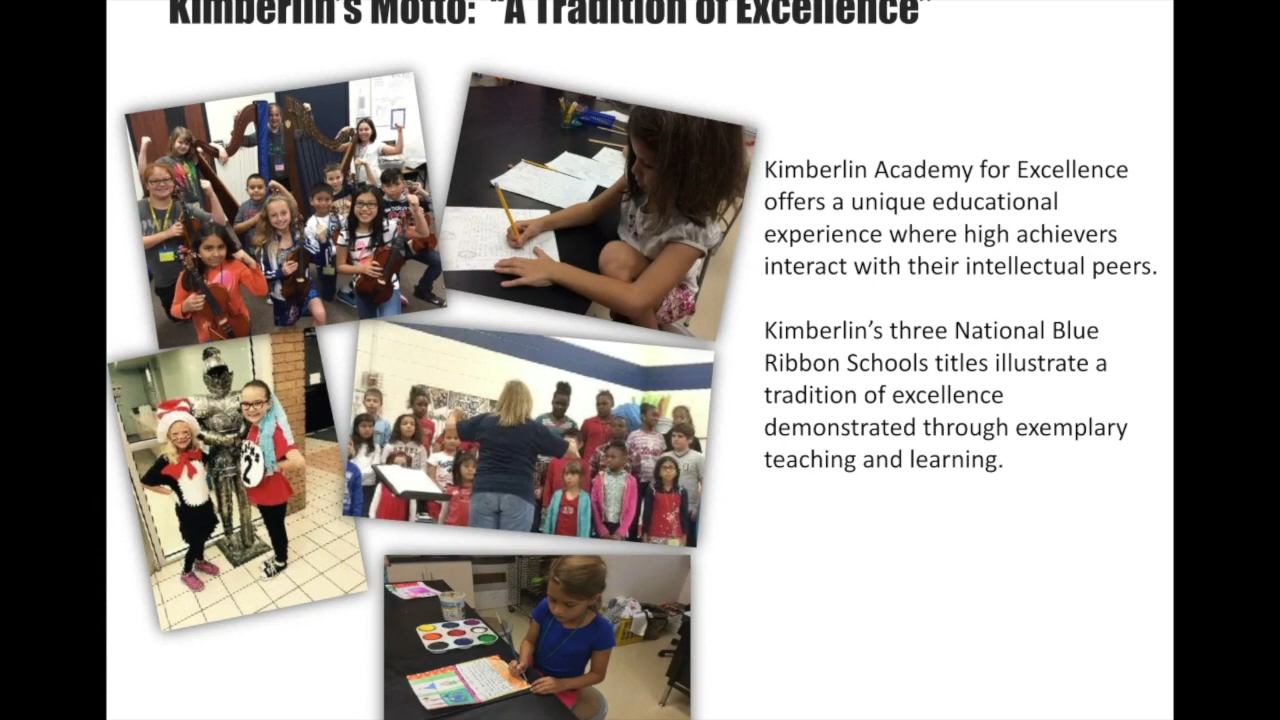 Kimberlin's Motto: "A Tradition of Excellence"
Kimberlin Academy for Excellence
offers a unique educational
experience where high achievers
interact with their intellectual peers.
Kimberlin's three National Blue
Ribbon Schools titles illustrate a
tradition of excellence
demonstrated through exemplary
teaching and learning.